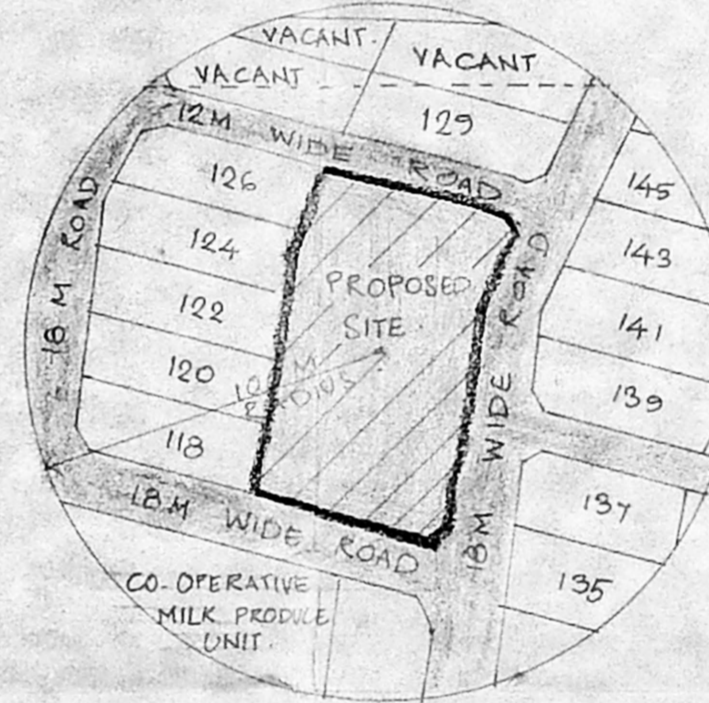 VACANT.
VACANT
VACANT
129
12M WIDE ROAD
126
145
124
143
18 M ROAD
PROPOSED
SITE.
18M WIDE ROAD
122
141
120
139
RADIUS
118
18M WIDE ROAD
137
135
CO-OPERATIVE
MILK PRODUCE
UNIT.